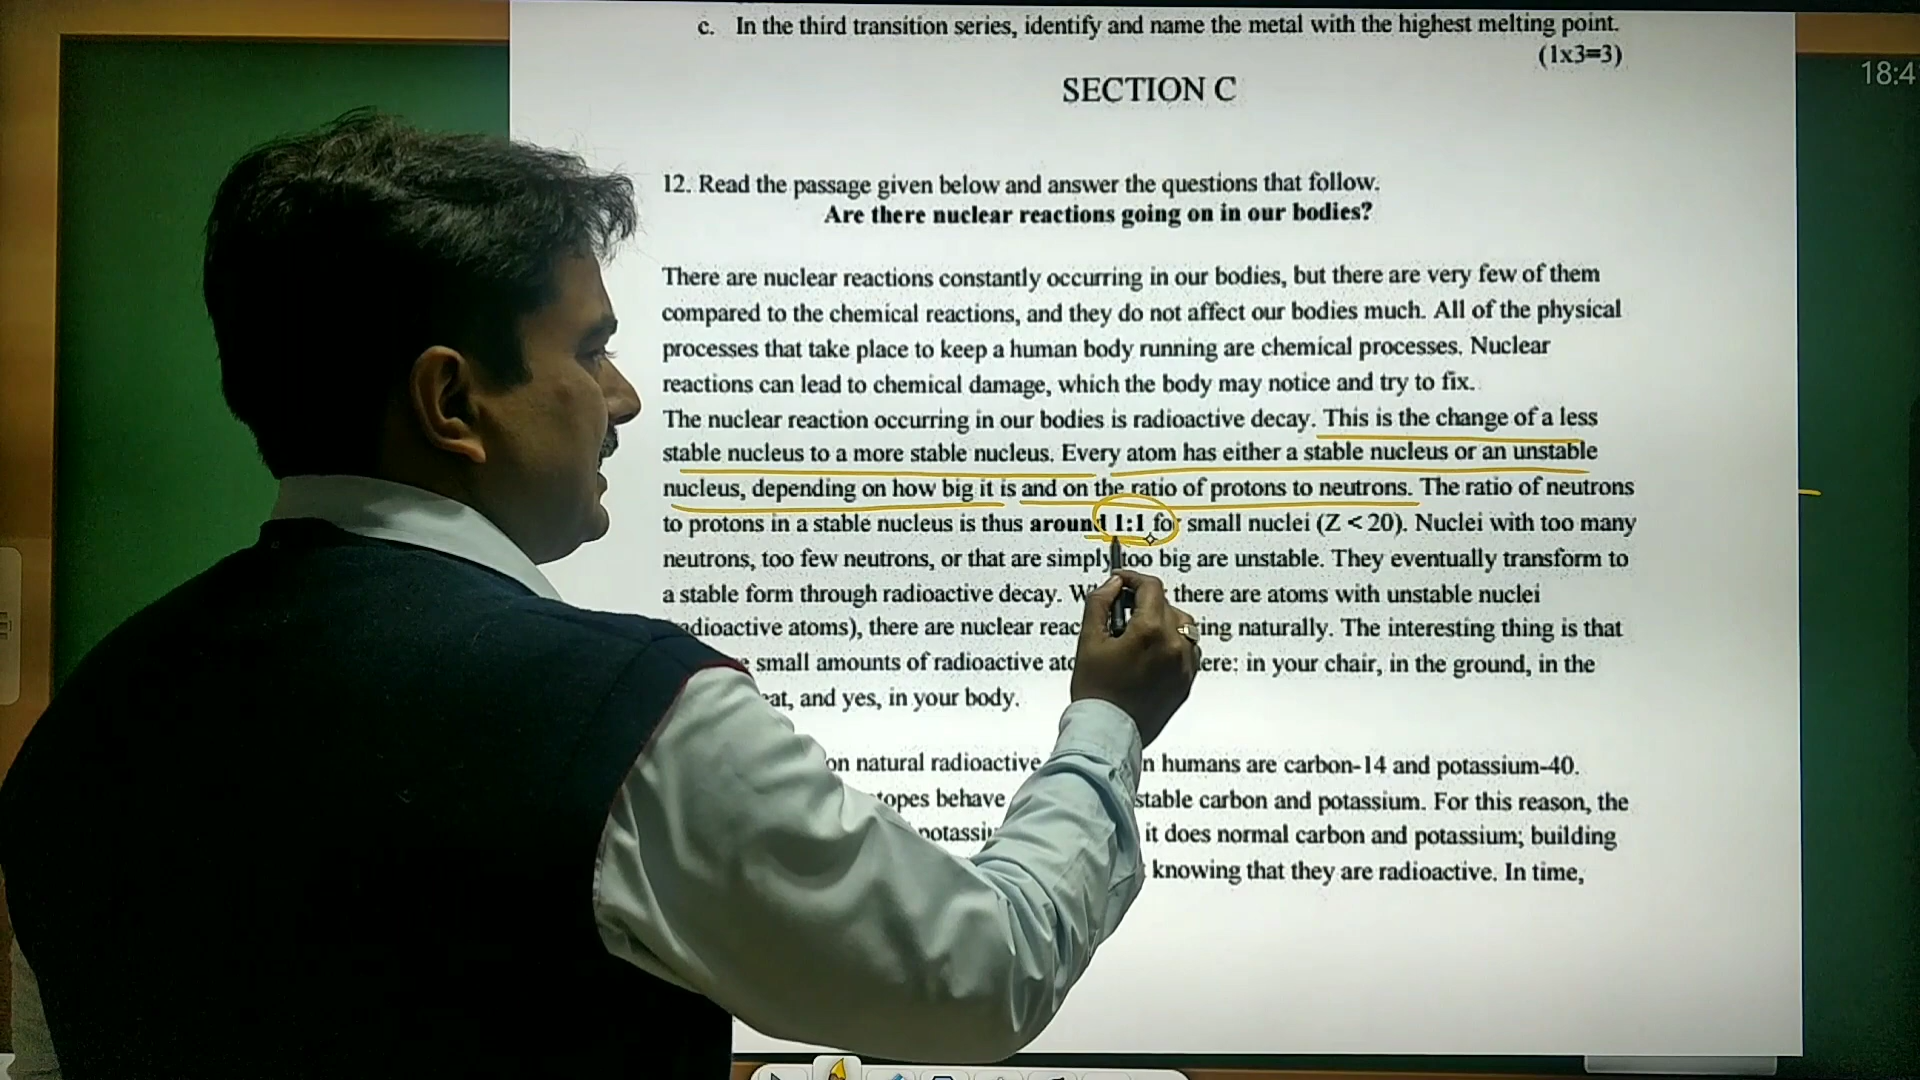 c. In the third transition series, identify and name the metal with the highest melting point.
(1x3=3)
18:4
SECTION C
12. Read the passage given below and answer the questions that follow.
Are there nuclear reactions going on in our bodies?
There are nuclear reactions constantly occurring in our bodies, but there are very few of them
compared to the chemical reactions, and they do not affect our bodies much. All of the physical
processes that take place to keep a human body running are chemical processes. Nuclear
reactions can lead to chemical damage, which the body may notice and try to fix.
The nuclear reaction occurring in our bodies is radioactive decay. This is the change of a less
stable nucleus to a more stable nucleus. Every atom has either a stable nucleus or an unstable
nucleus, depending on how big it is and on the ratio of protons to neutrons. The ratio of neutrons
to protons in a stable nucleus is thus around 1:1 for small nuclei (Z < 20). Nuclei with too many
neutrons, too few neutrons, or that are simply too big are unstable. They eventually transform to
a stable form through radioactive decay. there are atoms with unstable nuclei
dioactive atoms), there are nuclear reac ing naturally. The interesting thing is that
small amounts of radioactive ato ere: in your chair, in the ground, in the
at, and yes, in your body.
on natural radioactive n humans are carbon-14 and potassium-40.
topes behave stable carbon and potassium. For this reason, the
potassi it does normal carbon and potassium; building
knowing that they are radioactive. In time,